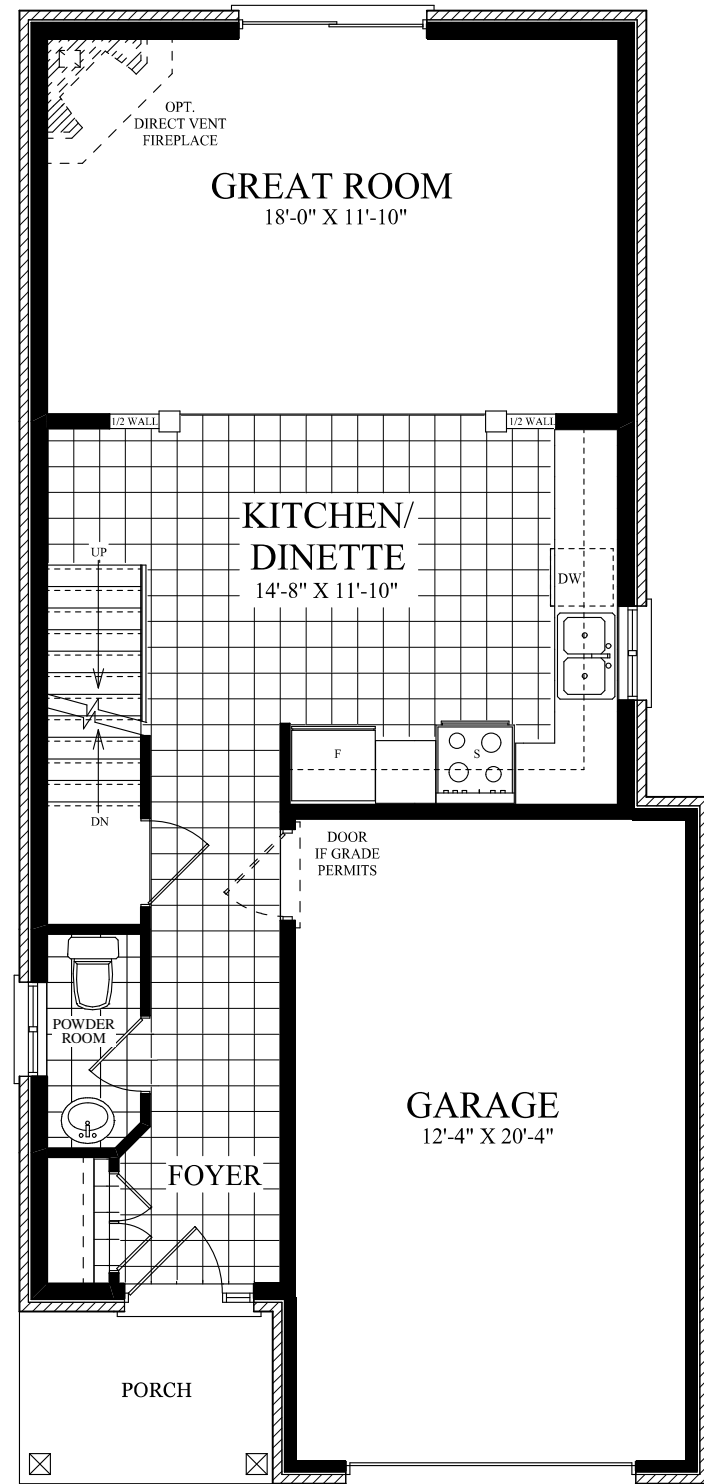 OPT.
DIRECT VENT
FIREPLACE
GREAT ROOM
18'-0" X 11'-10"
1/2 WALL
1/2 WALL
KITCHEN/
DINETTE
14'-8" X 11'-10"
UP
DW
F
S
DN
DOOR
IF GRADE
PERMITS
POWDER
ROOM
GARAGE
12'-4" X 20'-4"
FOYER
PORCH